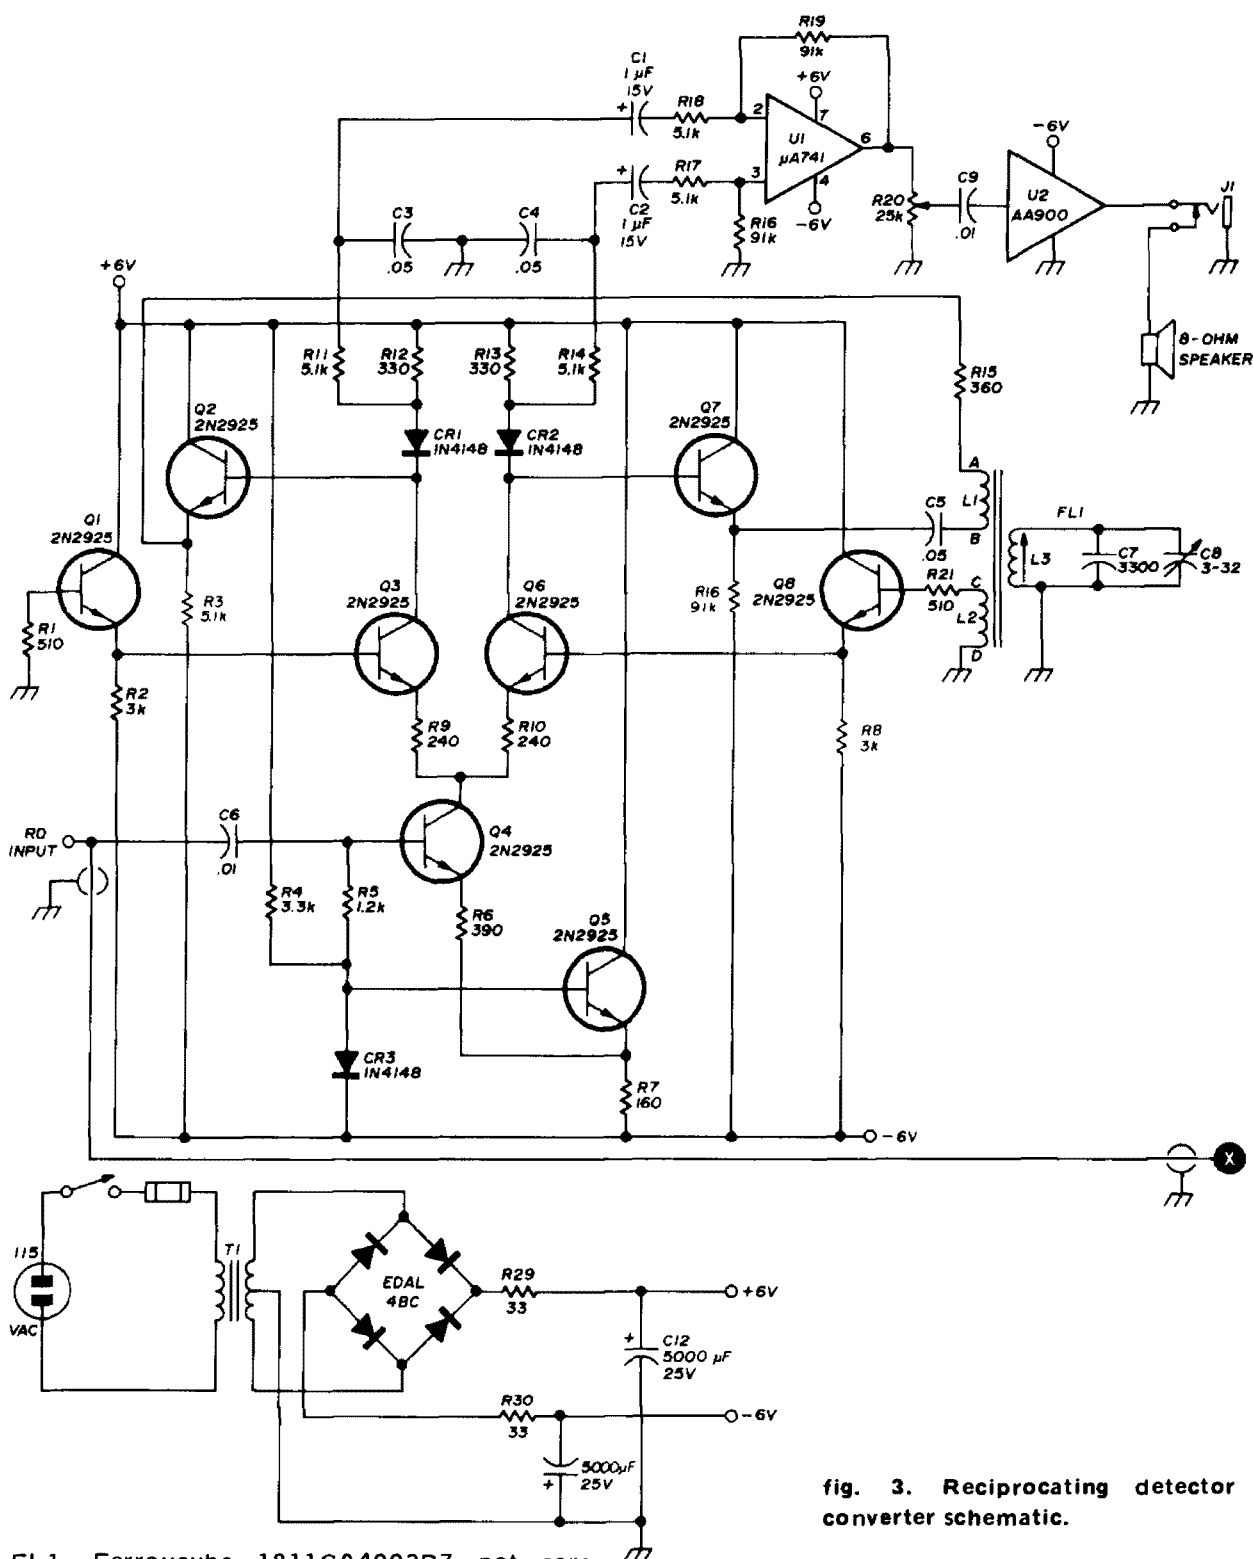 R19
91k
C1
1 µF
15V
+
R18
5.1k
+6V
2
7
U1
µA741
6
3
4
-6V
+
C2
1 µF
15V
R17
5.1k
R16
91k
R20
25k
C9
.01
-6V
U2
AA900
J1
8-OHM
SPEAKER
C3
.05
C4
.05
+6V
R11
5.1k
R12
330
R13
330
R14
5.1k
R15
360
Q2
2N2925
CR1
1N4148
CR2
1N4148
Q7
2N2925
A
L1
B
C5
.05
FL1
L3
C7
3300
C8
3-32
Q1
2N2925
R1
510
R3
5.1k
Q3
2N2925
Q6
2N2925
R16
91k
Q8
2N2925
R21
510
C
L2
D
R2
3k
R9
240
R10
240
R8
3k
RD
INPUT
C6
.01
Q4
2N2925
R4
3.3k
R5
1.2k
R6
390
Q5
2N2925
CR3
1N4148
R7
160
-6V
X
115
VAC
T1
EDAL
4BC
R29
33
+6V
+
C12
5000 µF
25V
R30
33
-6V
5000µF
25V
+
fig. 3. Reciprocating detector
converter schematic.